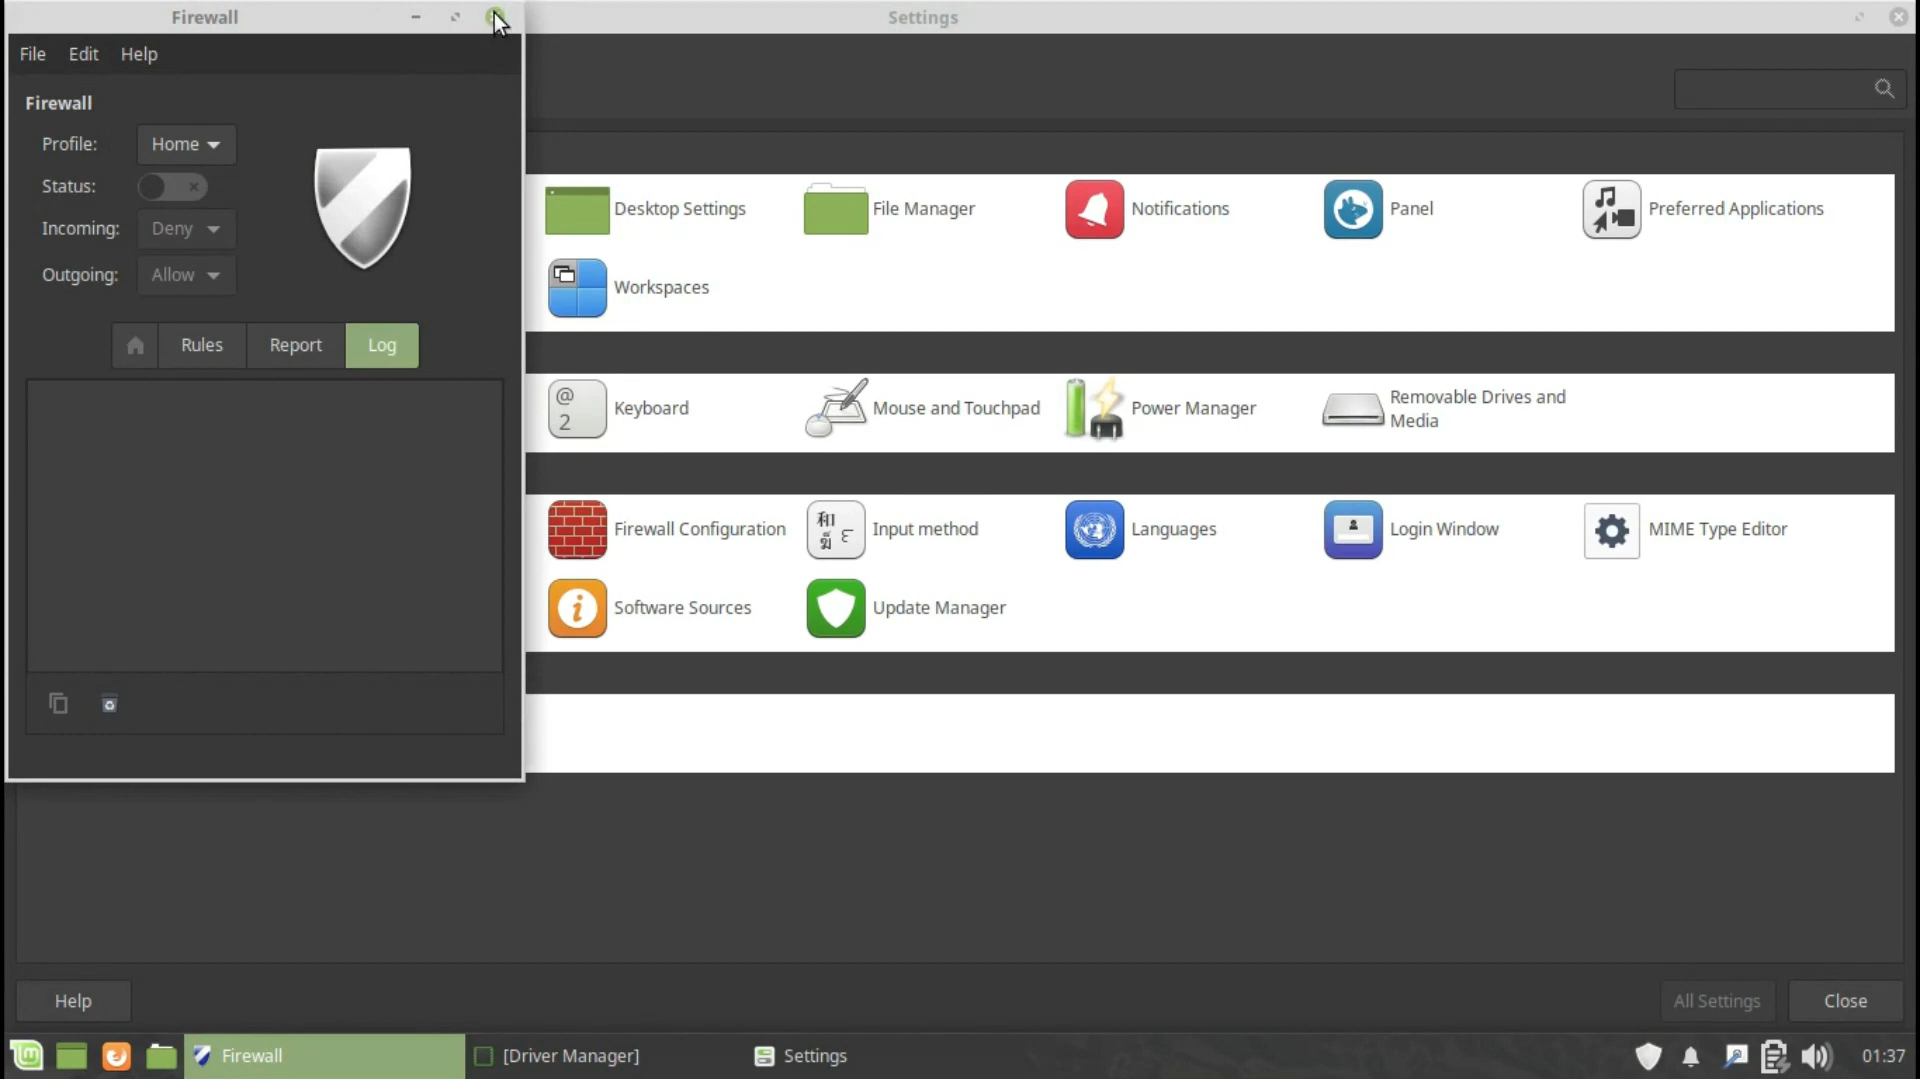 Firewall
Settings
File Edit Help
Firewall
Profile: Home
Status:
Incoming: Deny
Outgoing: Allow
Rules Report Log
Desktop Settings
File Manager
Notifications
Panel
Preferred Applications
Workspaces
@
2
Keyboard
Mouse and Touchpad
Power Manager
Removable Drives and
Media
Firewall Configuration
Input method
Languages
Login Window
MIME Type Editor
Software Sources
Update Manager
Help
All Settings
Close
Firewall
[Driver Manager]
Settings
01:37